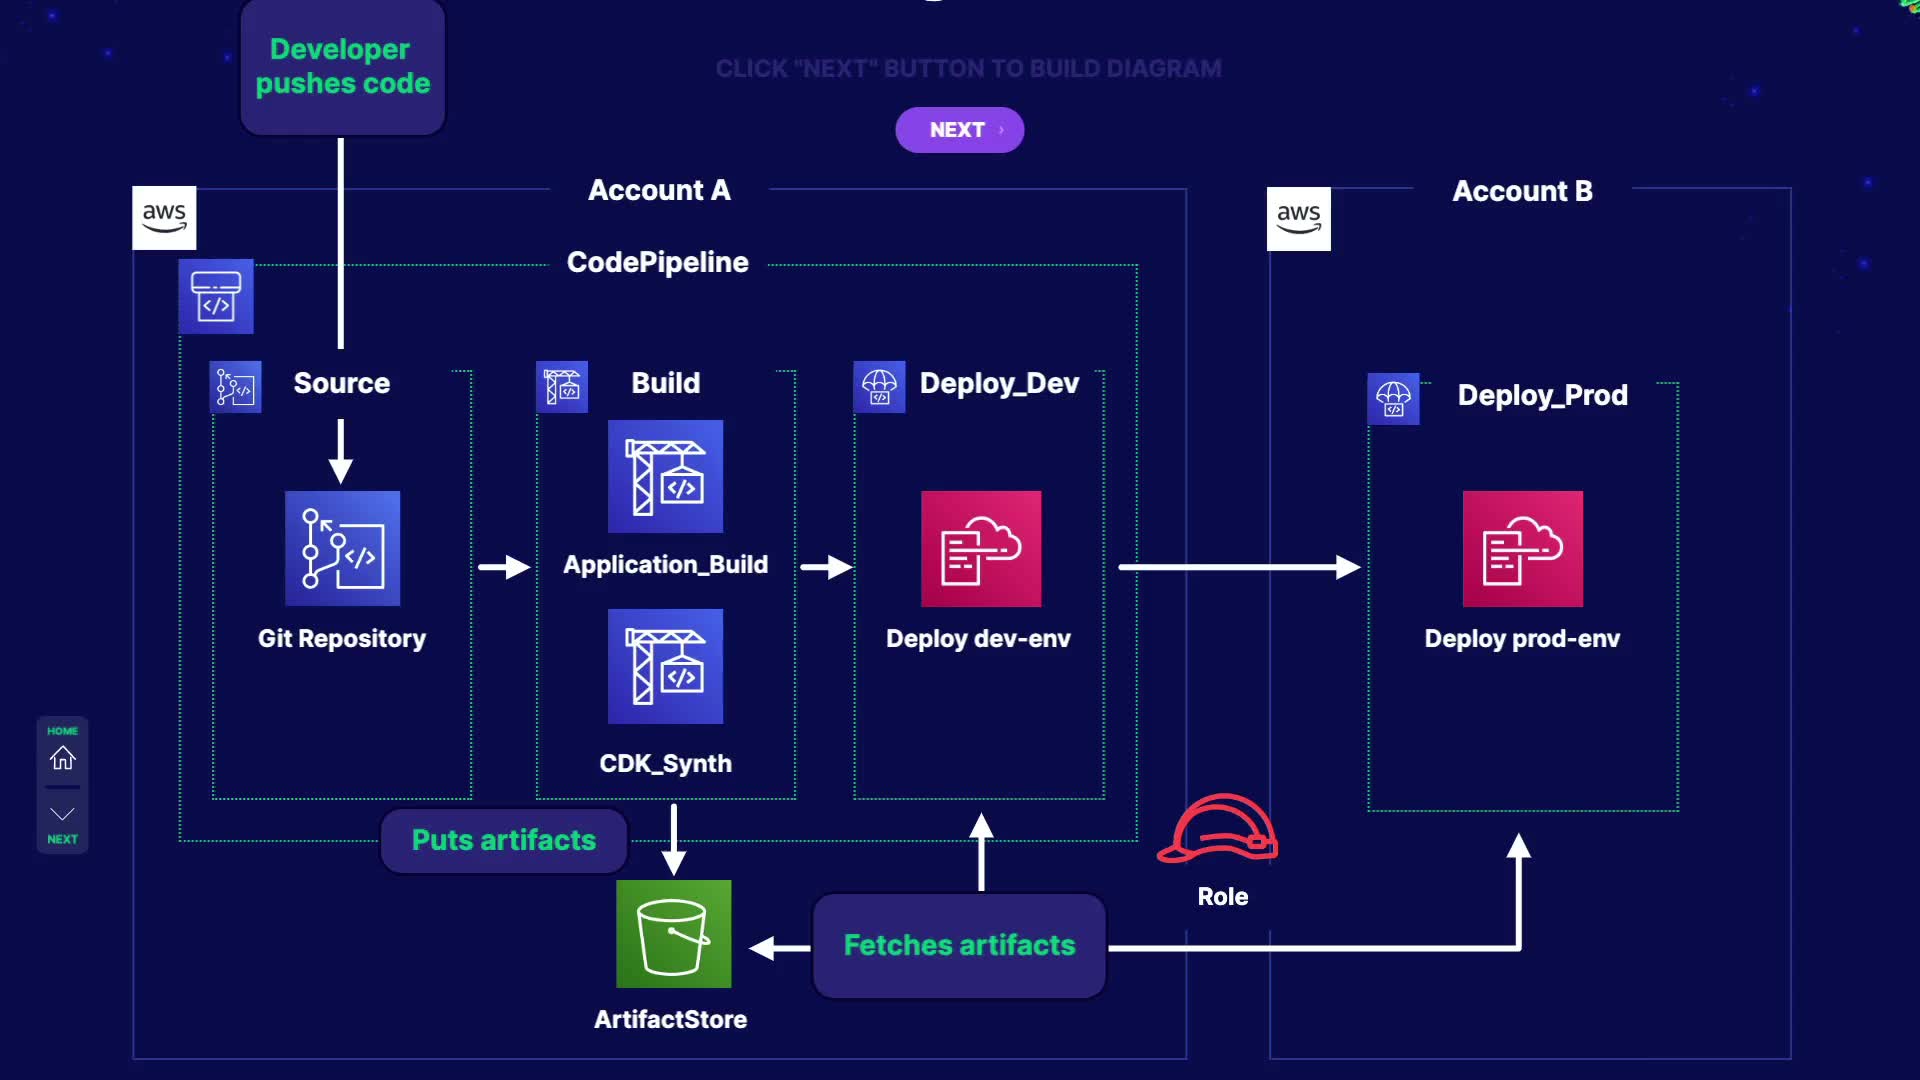 Developer
pushes code
CLICK "NEXT" BUTTON TO BUILD DIAGRAM
NEXT ›
aws
Account A
aws
Account B
CodePipeline
Source
Build
Deploy_Dev
Deploy_Prod
Application_Build
Git Repository
Deploy dev-env
Deploy prod-env
CDK_Synth
HOME
NEXT
Puts artifacts
Role
Fetches artifacts
ArtifactStore